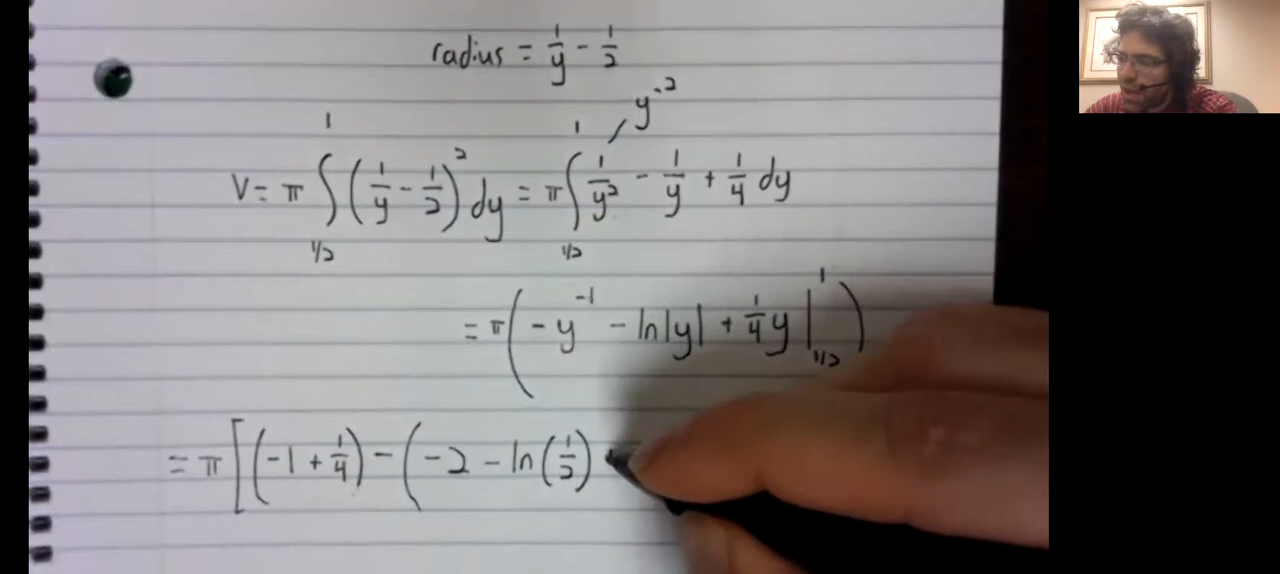 radius = 1/y - 1/2
y^-2
V = π ∫_{1/2}^{1} (1/y - 1/2)^2 dy = π ∫_{1/2}^{1} 1/y^2 - 1/y + 1/4 dy
= π ( -y^-1 - ln|y| + 1/4 y |_{1/2}^{1} )
= π [ (-1 + 1/4) - ( -2 - ln(1/2)